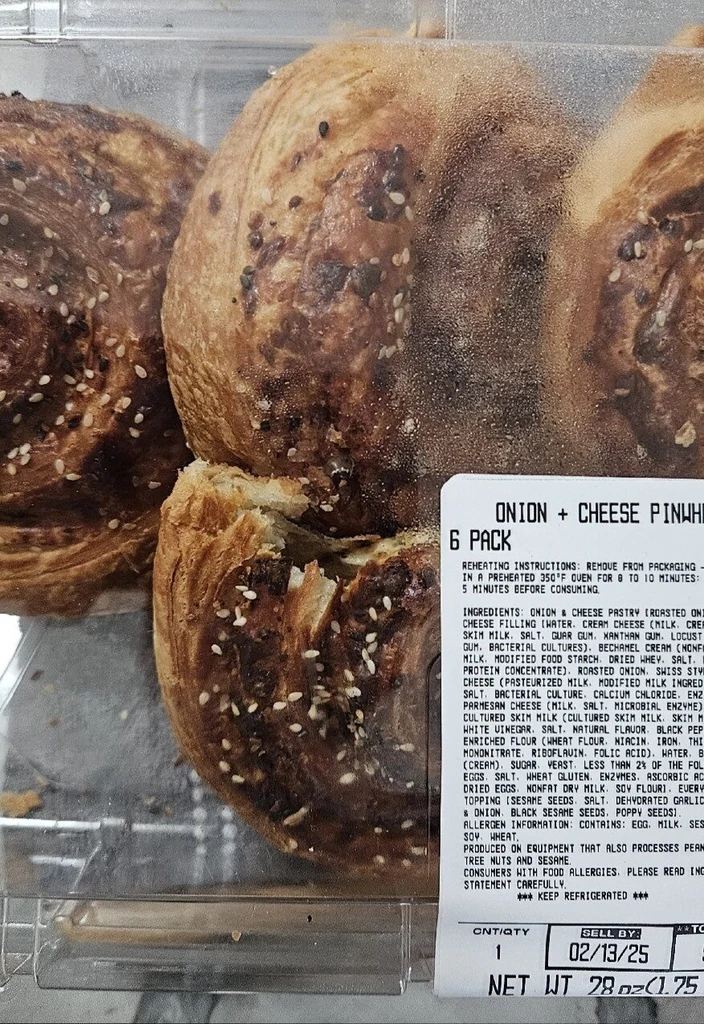 ONION + CHEESE PINWH
6 PACK
REHEATING INSTRUCTIONS: REMOVE FROM PACKAGING -
IN A PREHEATED 350°F OVEN FOR 8 TO 10 MINUTES:
5 MINUTES BEFORE CONSUMING.
INGREDIENTS: ONION & CHEESE PASTRY [ROASTED ONI
CHEESE FILLING (WATER, CREAM CHEESE (MILK, CREA
SKIM MILK, SALT, GUAR GUM, XANTHAN GUM, LOCUST
GUM, BACTERIAL CULTURES), BECHAMEL CREAM (NONF
MILK, MODIFIED FOOD STARCH, DRIED WHEY, SALT,
PROTEIN CONCENTRATE), ROASTED ONION, SWISS STY
CHEESE (PASTEURIZED MILK, MODIFIED MILK INGRED
SALT, BACTERIAL CULTURE, CALCIUM CHLORIDE, ENZ
PARMESAN CHEESE (MILK, SALT, MICROBIAL ENZYME)
CULTURED SKIM MILK (CULTURED SKIM MILK, SKIM M
WHITE VINEGAR, SALT, NATURAL FLAVOR, BLACK PEP
ENRICHED FLOUR (WHEAT FLOUR, NIACIN, IRON, THI
MONONITRATE, RIBOFLAVIN, FOLIC ACID), WATER, B
(CREAM), SUGAR, YEAST, LESS THAN 2% OF THE FOL
EGGS, SALT, WHEAT GLUTEN, ENZYMES, ASCORBIC AC
DRIED EGGS, NONFAT DRY MILK, SOY FLOUR), EVERY
TOPPING (SESAME SEEDS, SALT, DEHYDRATED GARLIC
& ONION, BLACK SESAME SEEDS, POPPY SEEDS).
ALLERGEN INFORMATION: CONTAINS: EGG, MILK, SES
SOY, WHEAT.
PRODUCED ON EQUIPMENT THAT ALSO PROCESSES PEAN
TREE NUTS AND SESAME.
CONSUMERS WITH FOOD ALLERGIES, PLEASE READ ING
STATEMENT CAREFULLY.
*** KEEP REFRIGERATED ***
CNT/QTY SELL BY: **TO
1 02/13/25
NET WT 28 oz(1.75